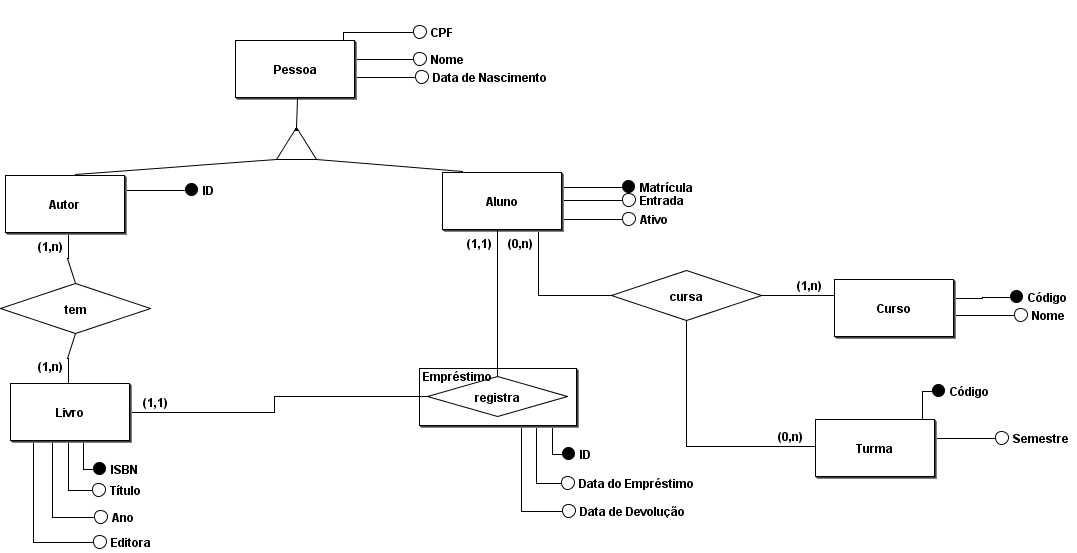 CPF
Pessoa
Nome
Data de Nascimento
Autor
ID
Aluno
Matrícula
Entrada
Ativo
(1,n)
(1,1)
(0,n)
tem
cursa
(1,n)
Curso
Código
Nome
(1,n)
Livro
(1,1)
Empréstimo
registra
(0,n)
Turma
Código
Semestre
ISBN
Título
Ano
Editora
ID
Data do Empréstimo
Data de Devolução